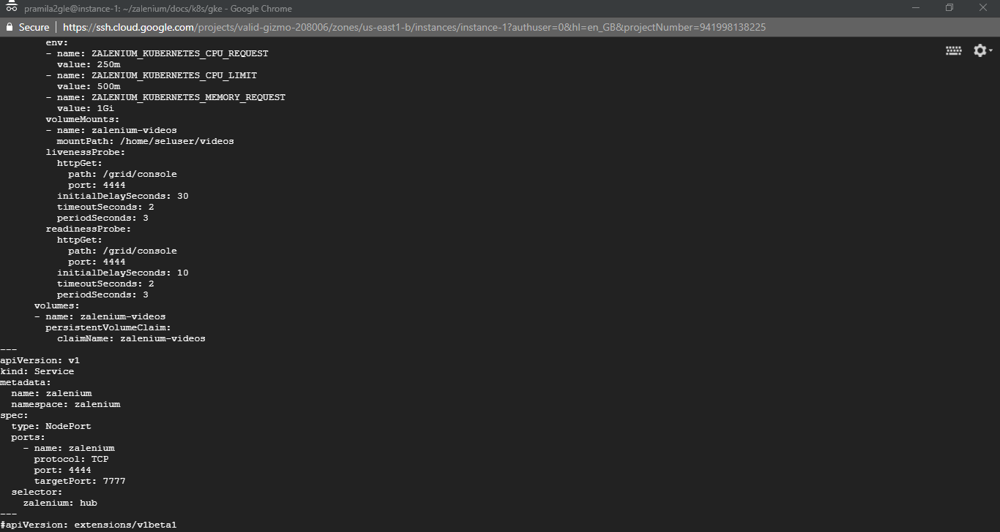 pramila2gle@instance-1: ~/zalenium/docs/k8s/gke - Google Chrome
Secure | https://ssh.cloud.google.com/projects/valid-gizmo-208006/zones/us-east1-b/instances/instance-1?authuser=0&hl=en_GB&projectNumber=941998138225
        env:
        - name: ZALENIUM_KUBERNETES_CPU_REQUEST
          value: 250m
        - name: ZALENIUM_KUBERNETES_CPU_LIMIT
          value: 500m
        - name: ZALENIUM_KUBERNETES_MEMORY_REQUEST
          value: 1Gi
        volumeMounts:
        - name: zalenium-videos
          mountPath: /home/seluser/videos
        livenessProbe:
          httpGet:
            path: /grid/console
            port: 4444
          initialDelaySeconds: 30
          timeoutSeconds: 2
          periodSeconds: 3
        readinessProbe:
          httpGet:
            path: /grid/console
            port: 4444
          initialDelaySeconds: 10
          timeoutSeconds: 2
          periodSeconds: 3
      volumes:
      - name: zalenium-videos
        persistentVolumeClaim:
          claimName: zalenium-videos
---
apiVersion: v1
kind: Service
metadata:
  name: zalenium
  namespace: zalenium
spec:
  type: NodePort
  ports:
    - name: zalenium
      protocol: TCP
      port: 4444
      targetPort: 7777
  selector:
    zalenium: hub
---
#apiVersion: extensions/v1beta1